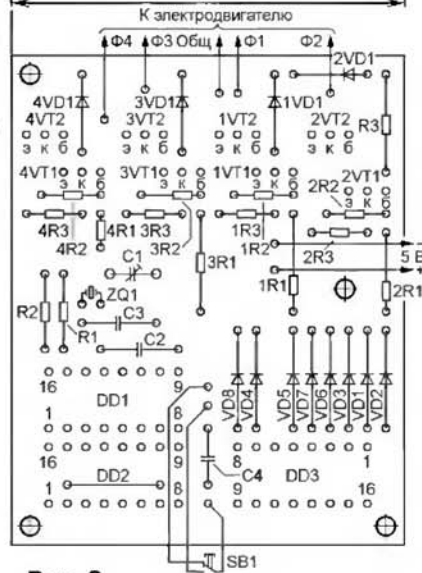 К электродвигателю
Ф4 Ф3 Общ Ф1 Ф2
2VD1
4VD1 3VD1 1VD1
4VT2 3VT2 1VT2 2VT2
R3
э к б э к б э к б э к б
4VT1 3VT1 1VT1 2VT1
э к б э к б э к б 2R2 э к б
4R3 4R1 3R3 1R3
4R2 3R2 1R2 2R3
5 В
C1 3R1
- +
ZQ1 1R1 2R1
R2 R1 C3
C2
VD8 VD4 VD5 VD7 VD6 VD3 VD1 VD2
16 9
DD1
1 8
16 9 C4 8 1
DD2 DD3
1 8 9 16
SB1